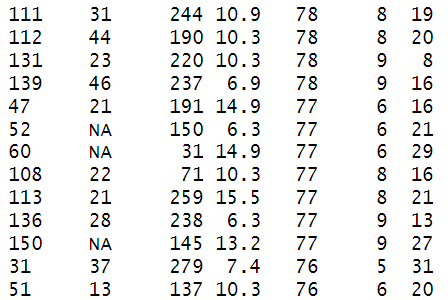 111 31 244 10.9 78 8 19
112 44 190 10.3 78 8 20
131 23 220 10.3 78 9 8
139 46 237 6.9 78 9 16
47 21 191 14.9 77 6 16
52 NA 150 6.3 77 6 21
60 NA 31 14.9 77 6 29
108 22 71 10.3 77 8 16
113 21 259 15.5 77 8 21
136 28 238 6.3 77 9 13
150 NA 145 13.2 77 9 27
31 37 279 7.4 76 5 31
51 13 137 10.3 76 6 20